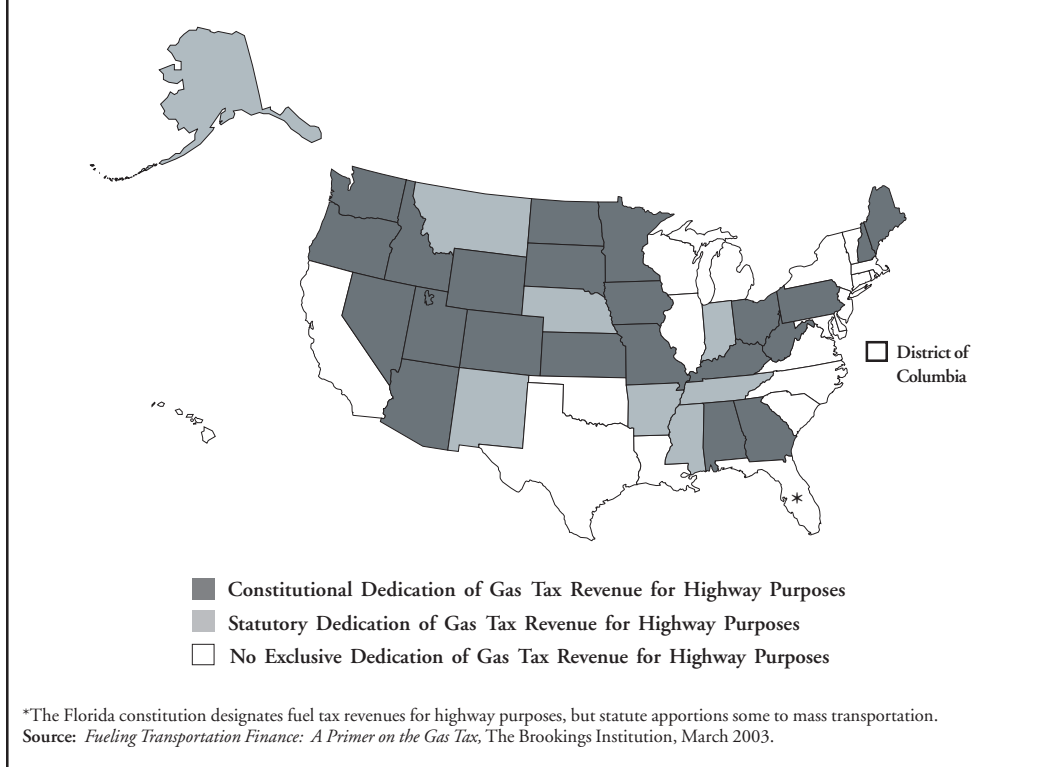 District of
Columbia
*
Constitutional Dedication of Gas Tax Revenue for Highway Purposes
Statutory Dedication of Gas Tax Revenue for Highway Purposes
No Exclusive Dedication of Gas Tax Revenue for Highway Purposes
*The Florida constitution designates fuel tax revenues for highway purposes, but statute apportions some to mass transportation.
Source: Fueling Transportation Finance: A Primer on the Gas Tax, The Brookings Institution, March 2003.